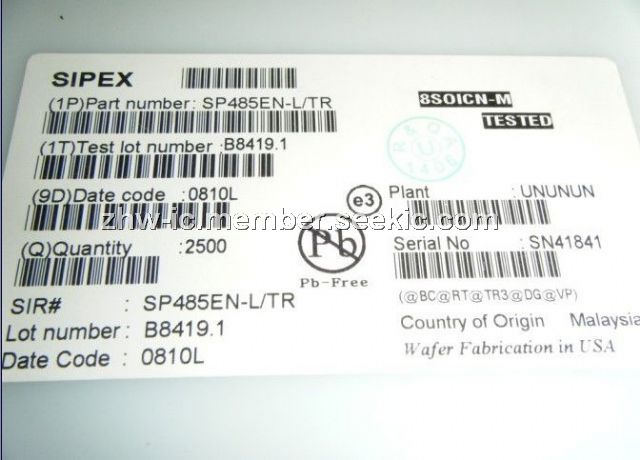 SIPEX
(1P)Part number: SP485EN-L/TR
8SOICN-M
TESTED
(1T)Test lot number :B8419.1
R & Q A
U
1406
(9D)Date code :0810L
e3
Plant : UNUNUN
zhw-ic.member.seekic.com
(Q)Quantity :2500
Pb
Pb-Free
Serial No : SN41841
(@BC@RT@TR3@DG@VP)
SIR# : SP485EN-L/TR
Lot number : B8419.1
Country of Origin Malaysia
Date Code : 0810L
Wafer Fabrication in USA